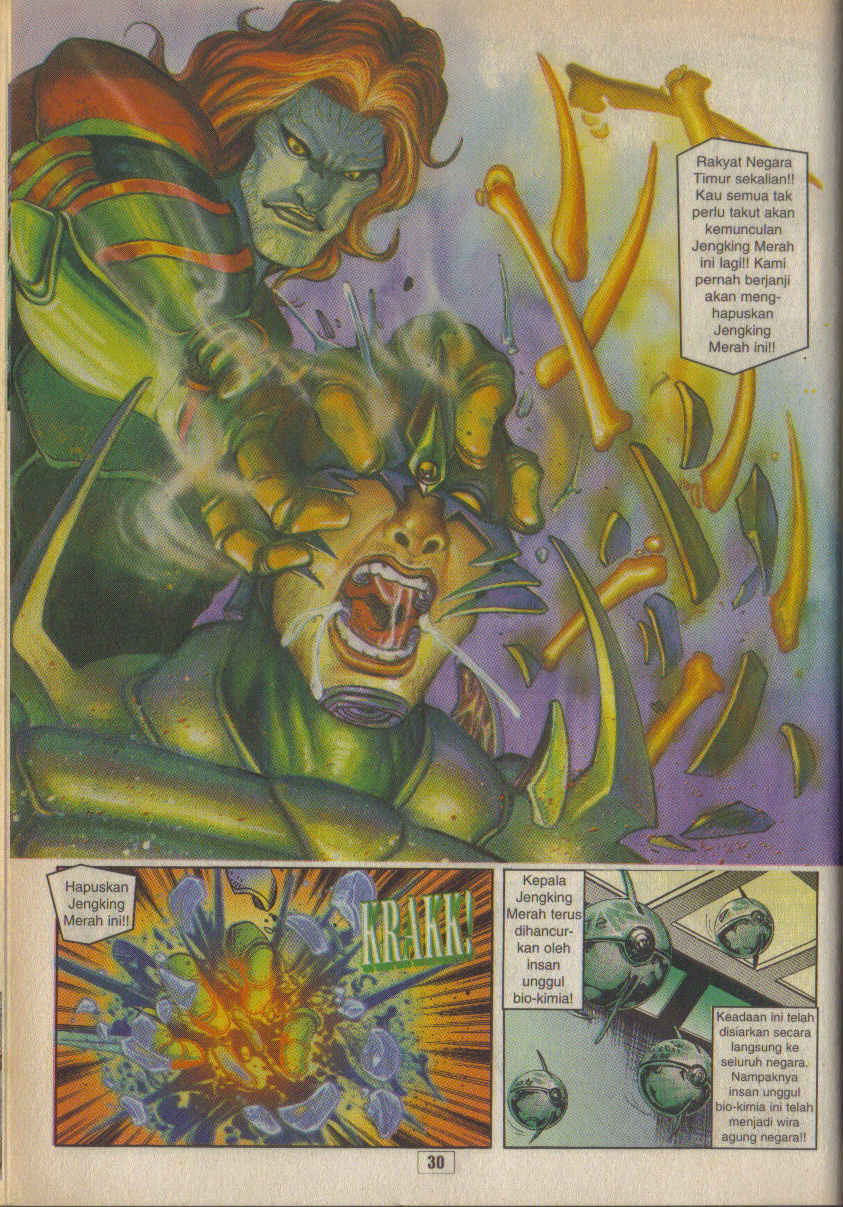 Rakyat Negara
Timur sekalian!!
Kau semua tak
perlu takut akan
kemunculan
Jengking Merah
ini lagi!! Kami
pernah berjanji
akan meng-
hapuskan
Jengking
Merah ini!!
Hapuskan
Jengking
Merah ini!!
KRAKK!
Kepala
Jengking
Merah terus
dihancur-
kan oleh
insan
unggul
bio-kimia!
Keadaan ini telah
disiarkan secara
langsung ke
seluruh negara.
Nampaknya
insan unggul
bio-kimia ini telah
menjadi wira
agung negara!!
30